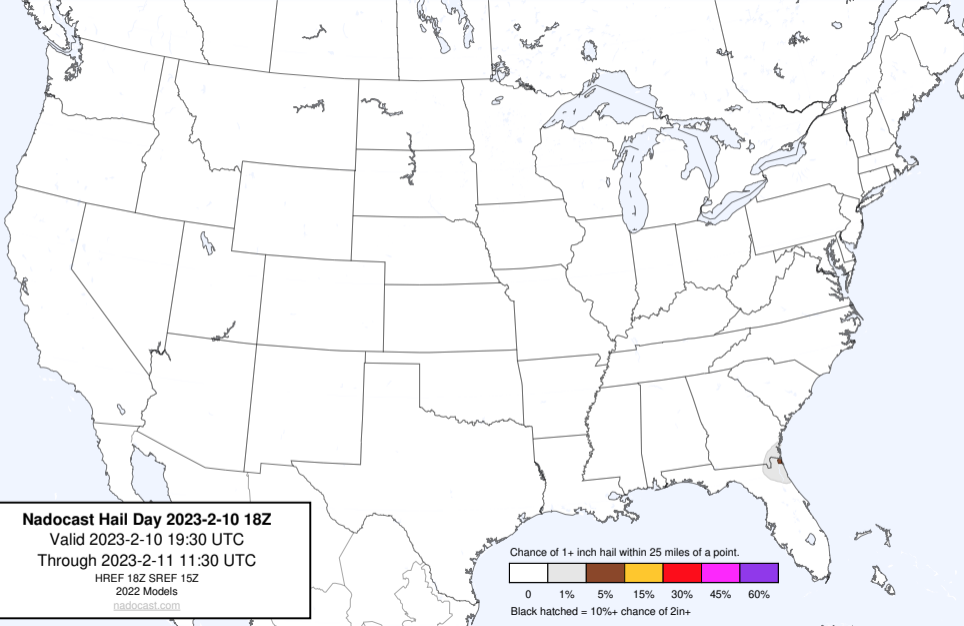 Nadocast Hail Day 2023-2-10 18Z
Valid 2023-2-10 19:30 UTC
Through 2023-2-11 11:30 UTC
HREF 18Z SREF 15Z
2022 Models
nadocast.com
Chance of 1+ inch hail within 25 miles of a point.
0 1% 5% 15% 30% 45% 60%
Black hatched = 10%+ chance of 2in+